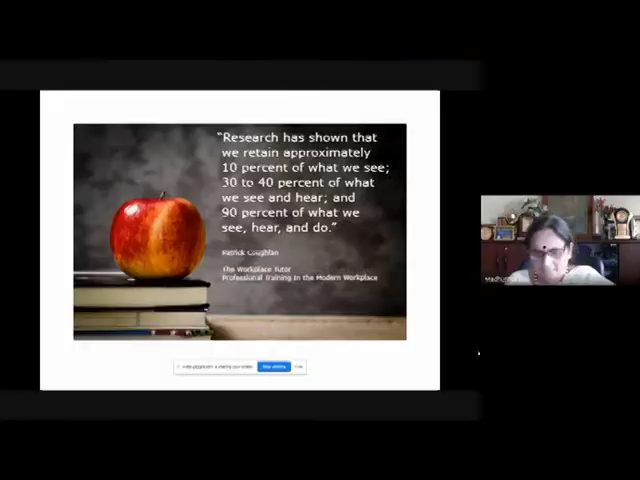 “Research has shown that
we retain approximately
10 percent of what we see;
30 to 40 percent of what
we see and hear; and
90 percent of what we
see, hear, and do.”
Patrick Coughlan
The Workplace Tutor
Professional Training In the Modern Workplace